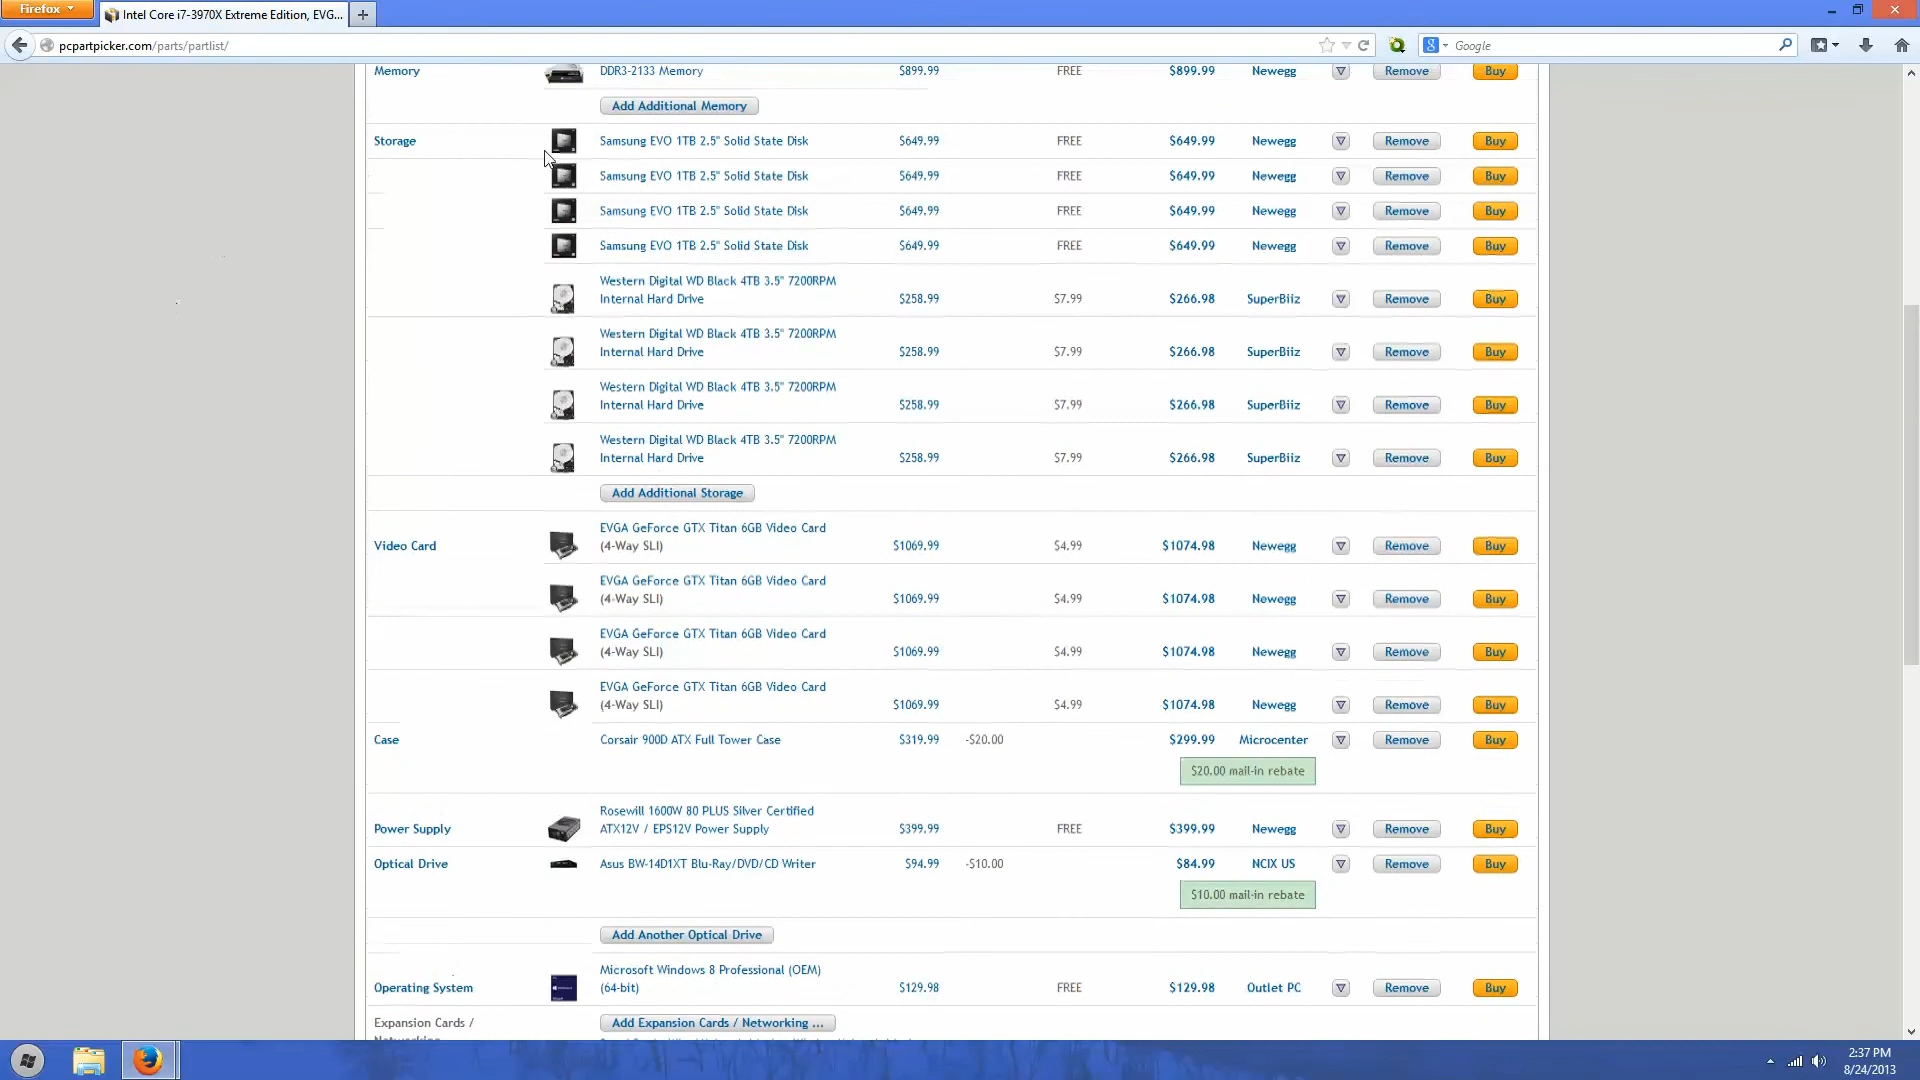 Firefox
Intel Core i7-3970X Extreme Edition, EVG...
pcpartpicker.com/parts/partlist/
Google
Memory DDR3-2133 Memory $899.99 FREE $899.99 Newegg Remove Buy
Add Additional Memory
Storage Samsung EVO 1TB 2.5" Solid State Disk $649.99 FREE $649.99 Newegg Remove Buy
Samsung EVO 1TB 2.5" Solid State Disk $649.99 FREE $649.99 Newegg Remove Buy
Samsung EVO 1TB 2.5" Solid State Disk $649.99 FREE $649.99 Newegg Remove Buy
Samsung EVO 1TB 2.5" Solid State Disk $649.99 FREE $649.99 Newegg Remove Buy
Western Digital WD Black 4TB 3.5" 7200RPM
Internal Hard Drive $258.99 $7.99 $266.98 SuperBiiz Remove Buy
Western Digital WD Black 4TB 3.5" 7200RPM
Internal Hard Drive $258.99 $7.99 $266.98 SuperBiiz Remove Buy
Western Digital WD Black 4TB 3.5" 7200RPM
Internal Hard Drive $258.99 $7.99 $266.98 SuperBiiz Remove Buy
Western Digital WD Black 4TB 3.5" 7200RPM
Internal Hard Drive $258.99 $7.99 $266.98 SuperBiiz Remove Buy
Add Additional Storage
EVGA GeForce GTX Titan 6GB Video Card
Video Card (4-Way SLI) $1069.99 $4.99 $1074.98 Newegg Remove Buy
EVGA GeForce GTX Titan 6GB Video Card
(4-Way SLI) $1069.99 $4.99 $1074.98 Newegg Remove Buy
EVGA GeForce GTX Titan 6GB Video Card
(4-Way SLI) $1069.99 $4.99 $1074.98 Newegg Remove Buy
EVGA GeForce GTX Titan 6GB Video Card
(4-Way SLI) $1069.99 $4.99 $1074.98 Newegg Remove Buy
Case Corsair 900D ATX Full Tower Case $319.99 -$20.00 $299.99 Microcenter Remove Buy
$20.00 mail-in rebate
Rosewill 1600W 80 PLUS Silver Certified
Power Supply ATX12V / EPS12V Power Supply $399.99 FREE $399.99 Newegg Remove Buy
Optical Drive Asus BW-14D1XT Blu-Ray/DVD/CD Writer $94.99 -$10.00 $84.99 NCIX US Remove Buy
$10.00 mail-in rebate
Add Another Optical Drive
Microsoft Windows 8 Professional (OEM)
Operating System (64-bit) $129.98 FREE $129.98 Outlet PC Remove Buy
Expansion Cards / Add Expansion Cards / Networking ...
2:37 PM
8/24/2013